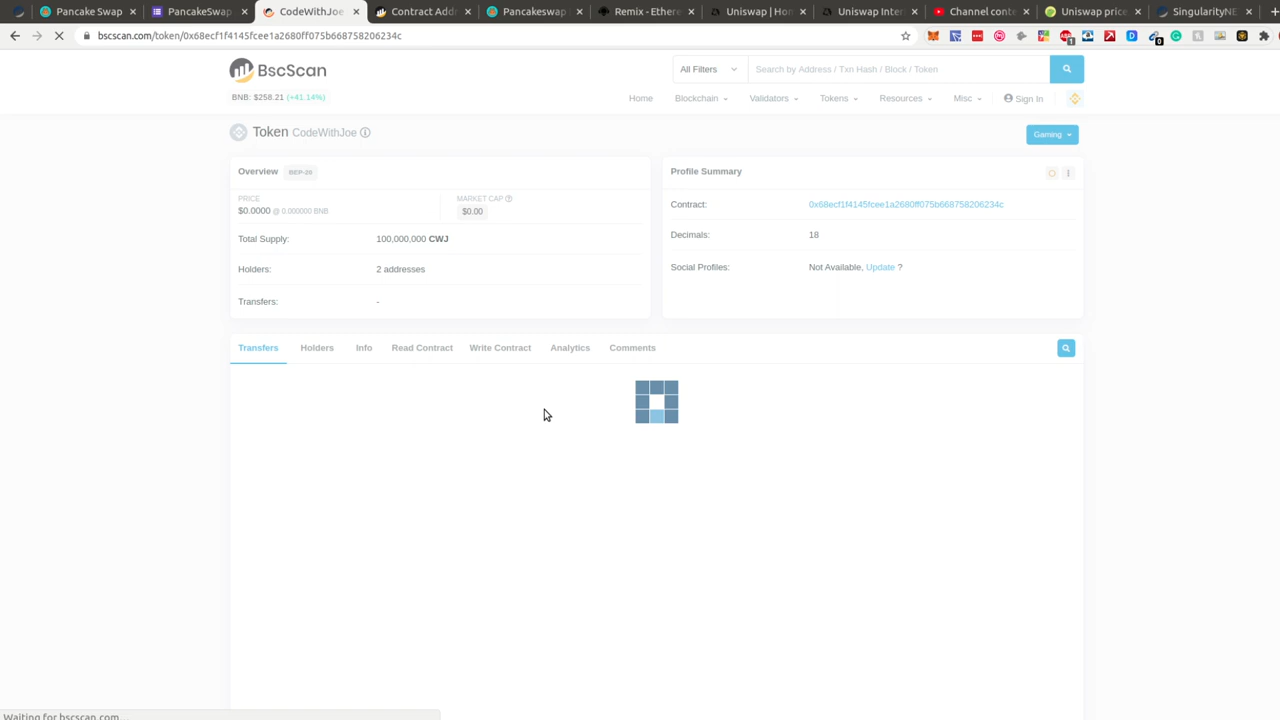 Pancake Swap
PancakeSwap
CodeWithJoe
Contract Addr
Pancakeswap
Remix - Ethere
Uniswap | Hon
Uniswap Inter
Channel conte
Uniswap price
SingularityNE
bscscan.com/token/0x68ecf1f4145fcee1a2680ff075b668758206234c
BscScan
All Filters
Search by Address / Txn Hash / Block / Token
BNB: $258.21 (+41.14%)
Home Blockchain Validators Tokens Resources Misc Sign In
Token CodeWithJoe
Gaming
Overview BEP-20
PRICE
$0.0000 @ 0.000000 BNB
MARKET CAP
$0.00
Total Supply: 100,000,000 CWJ
Holders: 2 addresses
Transfers: -
Profile Summary
Contract: 0x68ecf1f4145fcee1a2680ff075b668758206234c
Decimals: 18
Social Profiles: Not Available, Update ?
Transfers Holders Info Read Contract Write Contract Analytics Comments
Waiting for bscscan.com...